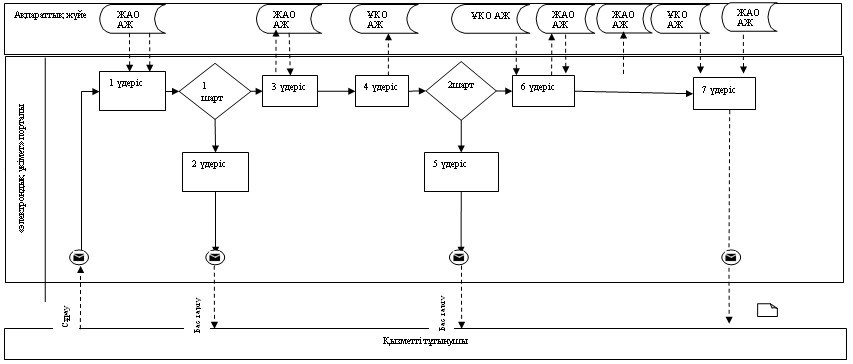 Ақпараттық жүйе
ЖАО
АЖ
ЖАО
АЖ
ҰКО
АЖ
ҰКО АЖ
ЖАО
АЖ
ЖАО
АЖ
ҰКО
АЖ
ЖАО
АЖ
«электрондық үкімет» порталы
1 үдеріс
1
шарт
3 үдеріс
4 үдеріс
2шарт
6 үдеріс
7 үдеріс
2 үдеріс
5 үдеріс
Сұрау
Бас тарту
Бас тарту
Қызметті тұтынушы